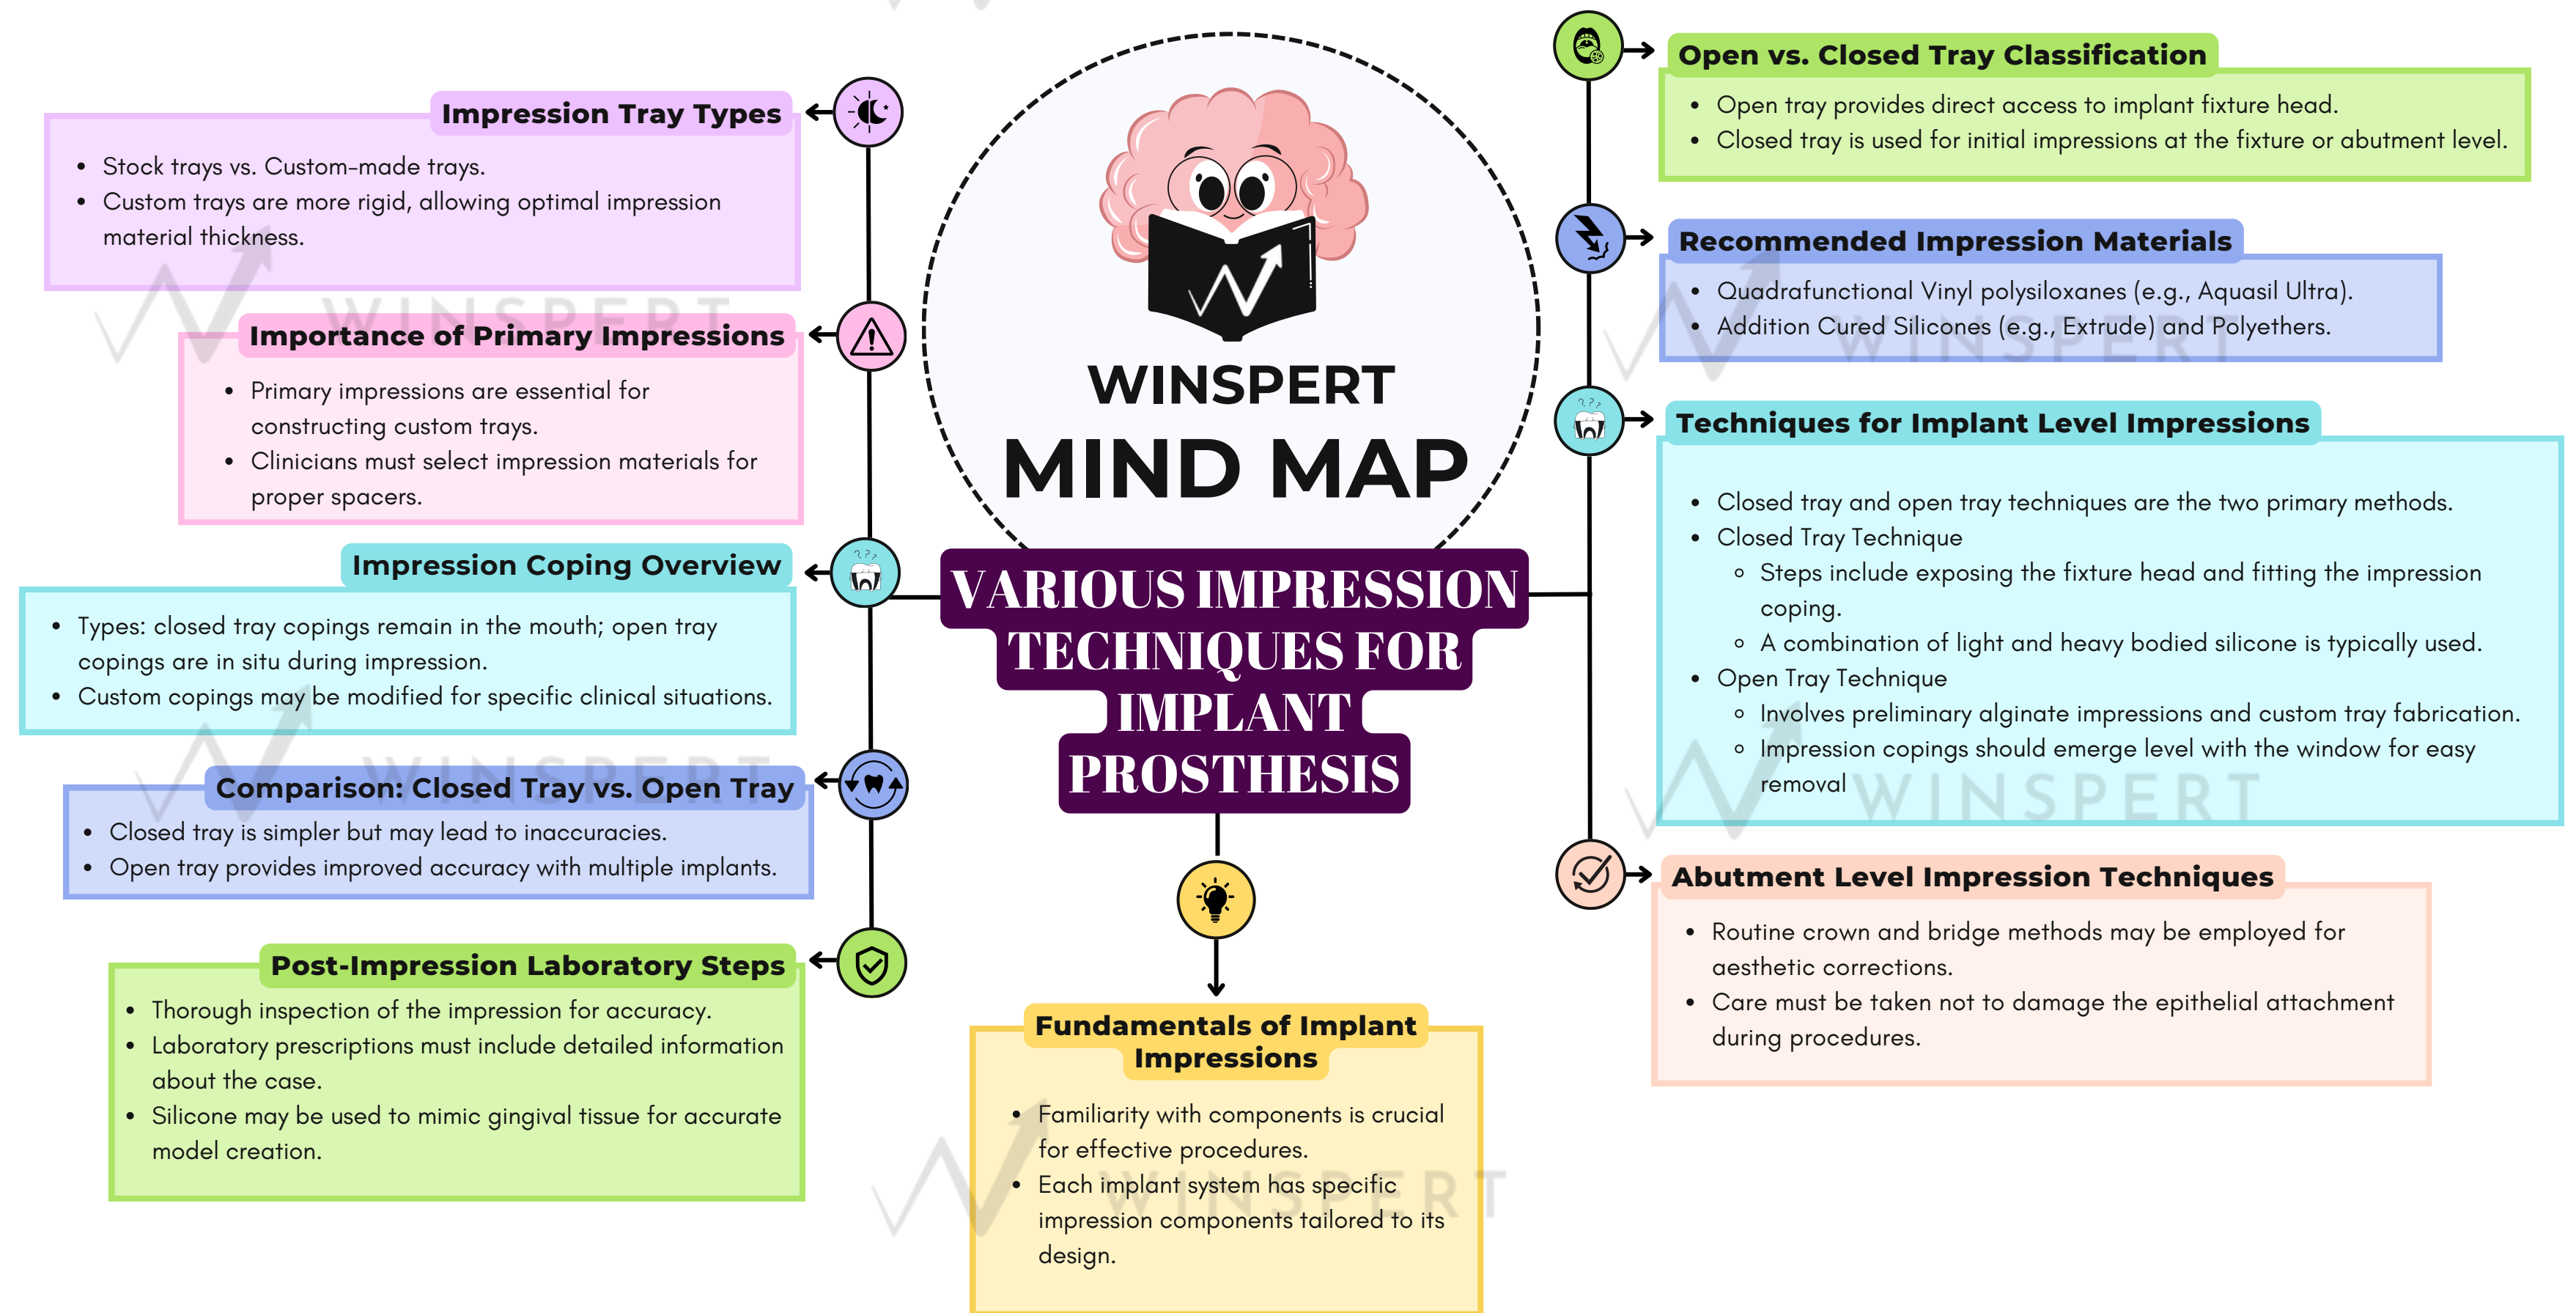 WINSPERT
MIND MAP
VARIOUS IMPRESSION
TECHNIQUES FOR
IMPLANT
PROSTHESIS
Impression Tray Types
• Stock trays vs. Custom-made trays.
• Custom trays are more rigid, allowing optimal impression
material thickness.
WINSPERT
Importance of Primary Impressions
• Primary impressions are essential for
constructing custom trays.
• Clinicians must select impression materials for
proper spacers.
Impression Coping Overview
• Types: closed tray copings remain in the mouth; open tray
copings are in situ during impression.
• Custom copings may be modified for specific clinical situations.
WINSPERT
Comparison: Closed Tray vs. Open Tray
• Closed tray is simpler but may lead to inaccuracies.
• Open tray provides improved accuracy with multiple implants.
Post-Impression Laboratory Steps
• Thorough inspection of the impression for accuracy.
• Laboratory prescriptions must include detailed information
about the case.
• Silicone may be used to mimic gingival tissue for accurate
model creation.
Fundamentals of Implant
Impressions
• Familiarity with components is crucial
for effective procedures.
• Each implant system has specific
impression components tailored to its
design.
WINSPERT
Open vs. Closed Tray Classification
• Open tray provides direct access to implant fixture head.
• Closed tray is used for initial impressions at the fixture or abutment level.
Recommended Impression Materials
• Quadrafunctional Vinyl polysiloxanes (e.g., Aquasil Ultra).
• Addition Cured Silicones (e.g., Extrude) and Polyethers.
WINSPERT
Techniques for Implant Level Impressions
• Closed tray and open tray techniques are the two primary methods.
• Closed Tray Technique
◦ Steps include exposing the fixture head and fitting the impression
coping.
◦ A combination of light and heavy bodied silicone is typically used.
• Open Tray Technique
◦ Involves preliminary alginate impressions and custom tray fabrication.
◦ Impression copings should emerge level with the window for easy
removal
WINSPERT
Abutment Level Impression Techniques
• Routine crown and bridge methods may be employed for
aesthetic corrections.
• Care must be taken not to damage the epithelial attachment
during procedures.